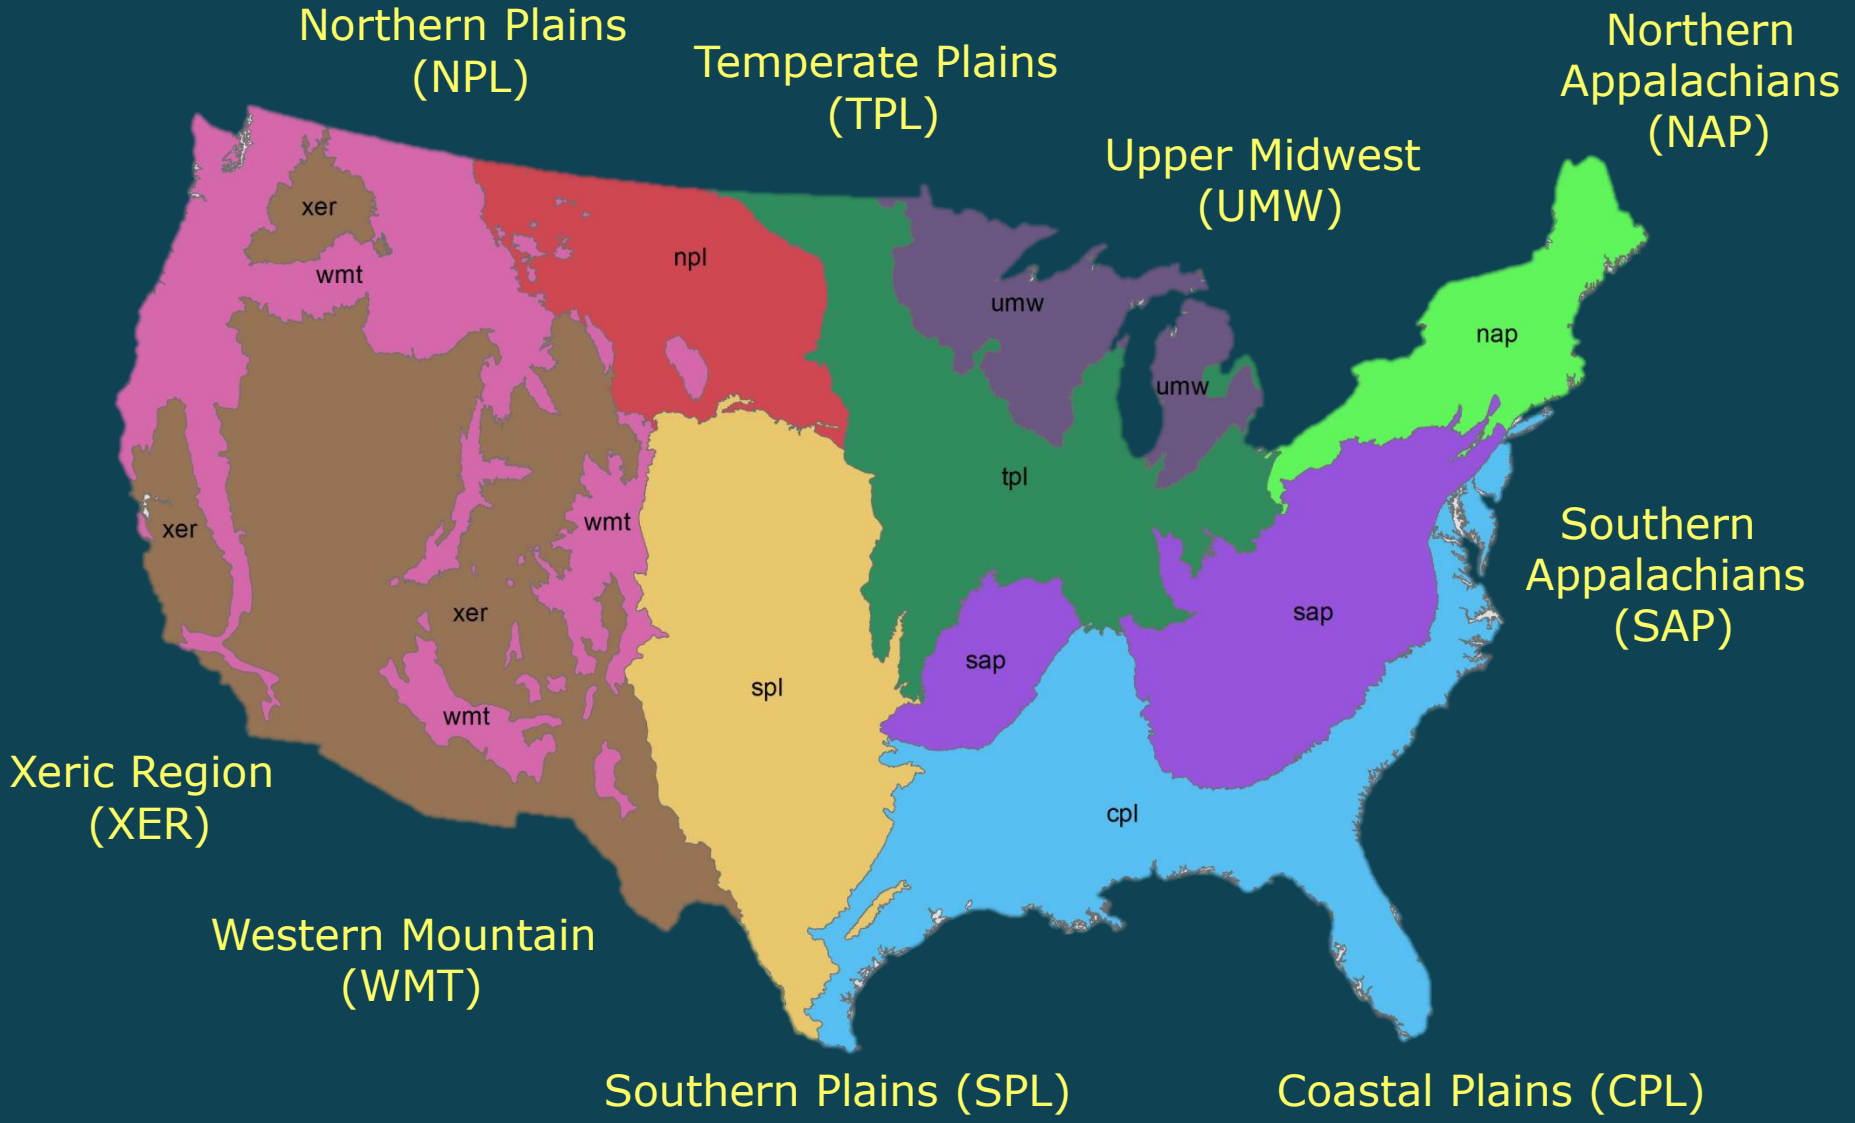 Northern Plains
(NPL)
Temperate Plains
(TPL)
Upper Midwest
(UMW)
Northern
Appalachians
(NAP)
xer
wmt
npl
umw
nap
umw
tpl
xer
wmt
xer
wmt
spl
sap
sap
cpl
Southern
Appalachians
(SAP)
Xeric Region
(XER)
Western Mountain
(WMT)
Southern Plains (SPL)
Coastal Plains (CPL)